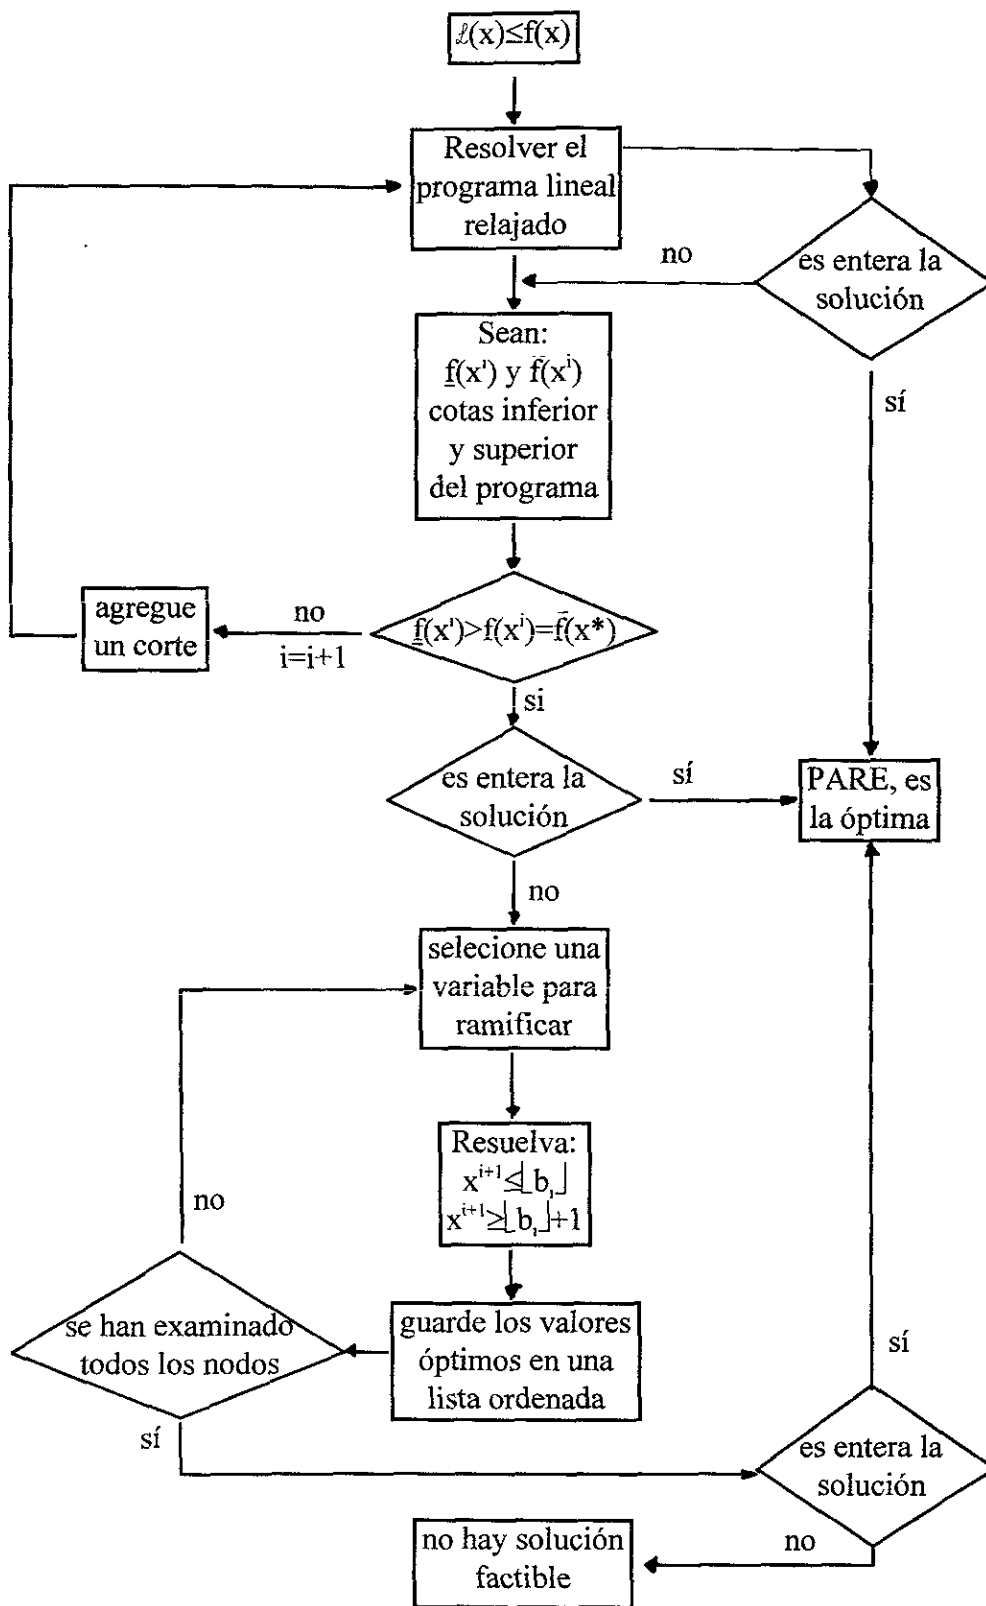 ℓ(x)≤f(x)
Resolver el
programa lineal
relajado
es entera la
solución
no
sí
Sean:
f̲(xⁱ) y f̄(xⁱ)
cotas inferior
y superior
del programa
f̲(xⁱ)>f(xⁱ)=f̄(x*)
no
i=i+1
agregue
un corte
si
es entera la
solución
sí
PARE, es
la óptima
no
selecione una
variable para
ramificar
Resuelva:
xⁱ⁺¹≤⌊bᵢ⌋
xⁱ⁺¹≥⌊bᵢ⌋+1
no
guarde los valores
óptimos en una
lista ordenada
se han examinado
todos los nodos
sí
sí
es entera la
solución
no
no hay solución
factible